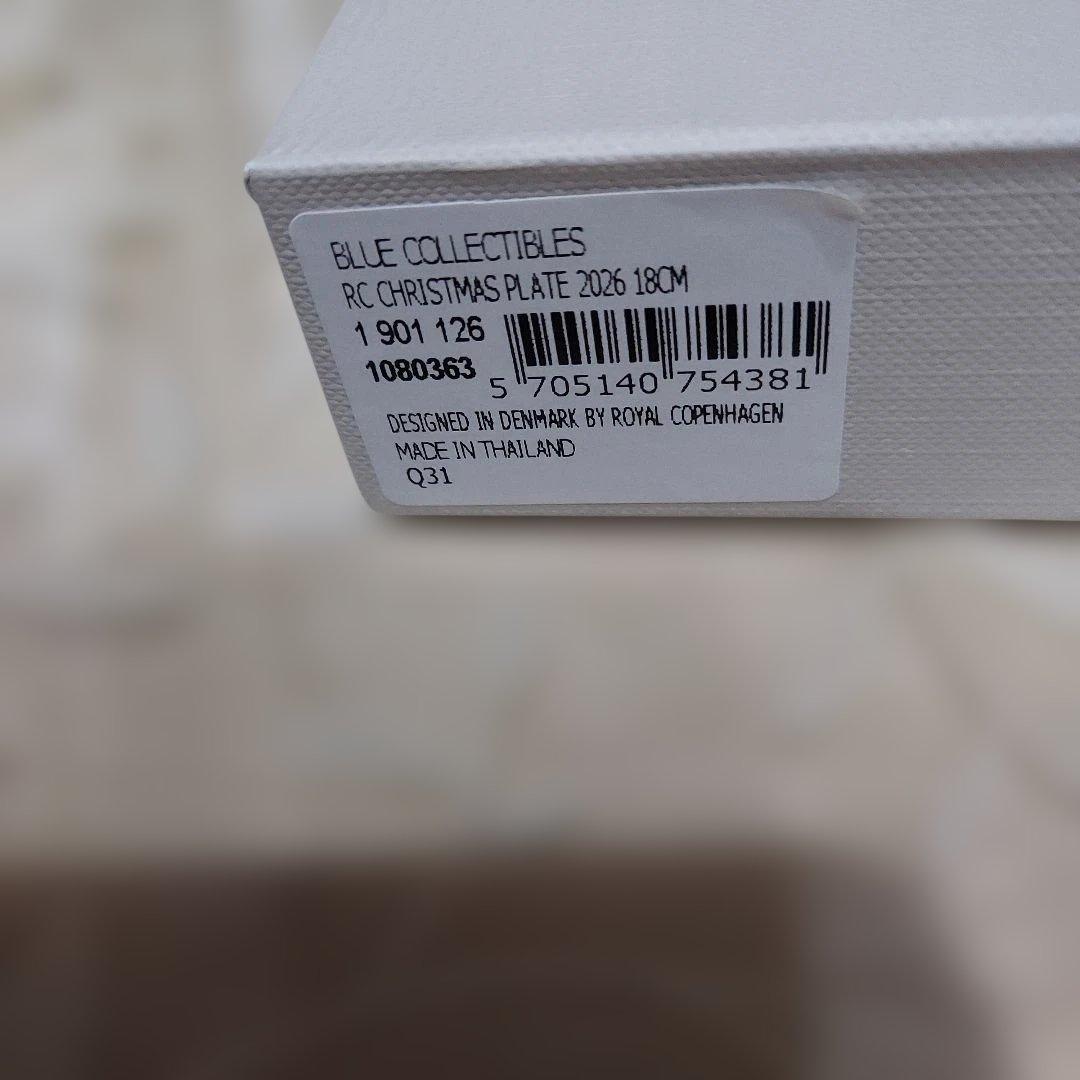 BLUE COLLECTIBLES
RC CHRISTMAS PLATE 2026 18CM
1 901 126
1080363
5 705140 754381
DESIGNED IN DENMARK BY ROYAL COPENHAGEN
MADE IN THAILAND
Q31